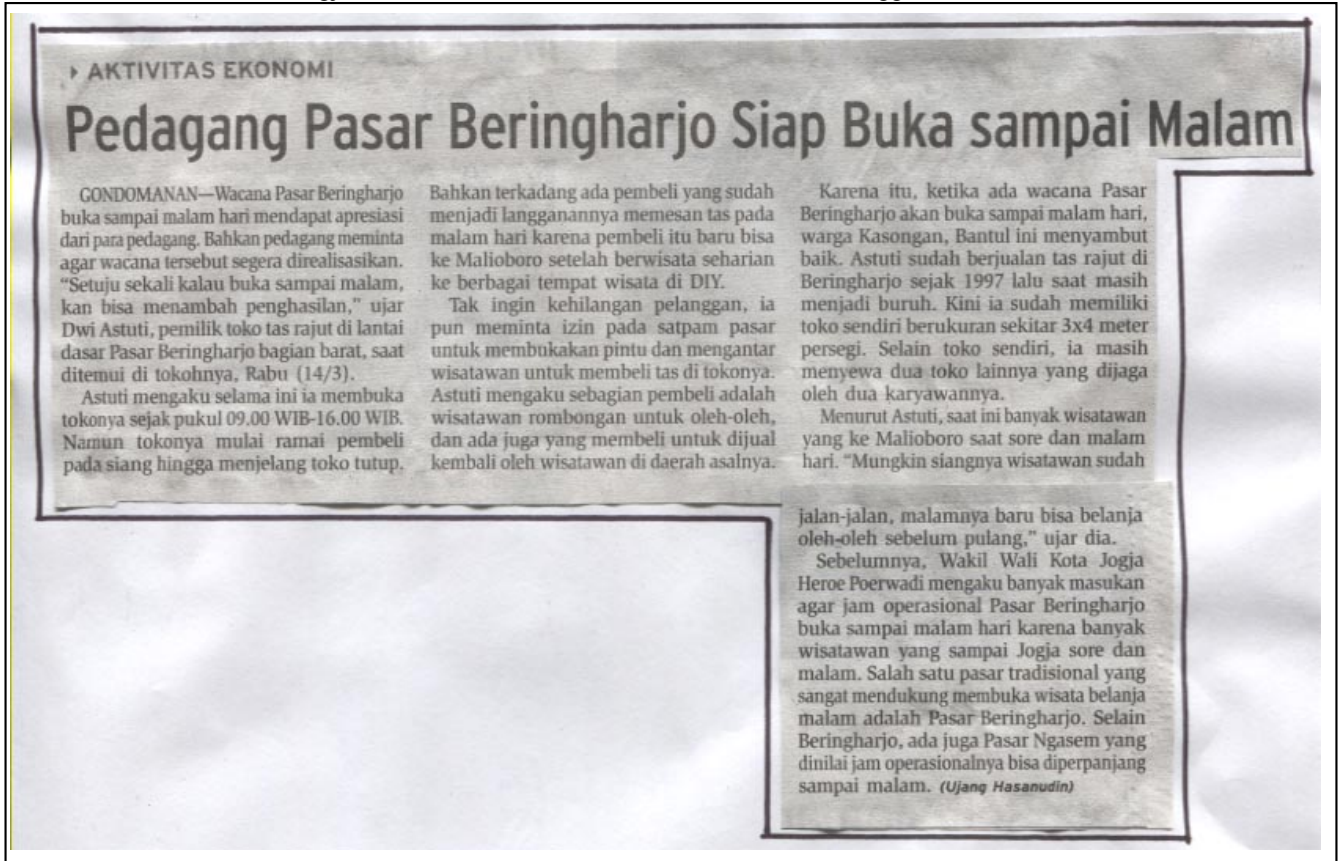 ▸ AKTIVITAS EKONOMI
Pedagang Pasar Beringharjo Siap Buka sampai Malam
GONDOMANAN—Wacana Pasar Beringharjo
buka sampai malam hari mendapat apresiasi
dari para pedagang. Bahkan pedagang meminta
agar wacana tersebut segera direalisasikan.
“Setuju sekali kalau buka sampai malam,
kan bisa menambah penghasilan,” ujar
Dwi Astuti, pemilik toko tas rajut di lantai
dasar Pasar Beringharjo bagian barat, saat
ditemui di tokohnya, Rabu (14/3).
Astuti mengaku selama ini ia membuka
tokonya sejak pukul 09.00 WIB-16.00 WIB.
Namun tokonya mulai ramai pembeli
pada siang hingga menjelang toko tutup.
Bahkan terkadang ada pembeli yang sudah
menjadi langganannya memesan tas pada
malam hari karena pembeli itu baru bisa
ke Malioboro setelah berwisata seharian
ke berbagai tempat wisata di DIY.
Tak ingin kehilangan pelanggan, ia
pun meminta izin pada satpam pasar
untuk membukakan pintu dan mengantar
wisatawan untuk membeli tas di tokonya.
Astuti mengaku sebagian pembeli adalah
wisatawan rombongan untuk oleh-oleh,
dan ada juga yang membeli untuk dijual
kembali oleh wisatawan di daerah asalnya.
Karena itu, ketika ada wacana Pasar
Beringharjo akan buka sampai malam hari,
warga Kasongan, Bantul ini menyambut
baik. Astuti sudah berjualan tas rajut di
Beringharjo sejak 1997 lalu saat masih
menjadi buruh. Kini ia sudah memiliki
toko sendiri berukuran sekitar 3x4 meter
persegi. Selain toko sendiri, ia masih
menyewa dua toko lainnya yang dijaga
oleh dua karyawannya.
Menurut Astuti, saat ini banyak wisatawan
yang ke Malioboro saat sore dan malam
hari. “Mungkin siangnya wisatawan sudah
jalan-jalan, malamnya baru bisa belanja
oleh-oleh sebelum pulang,” ujar dia.
Sebelumnya, Wakil Wali Kota Jogja
Heroe Poerwadi mengaku banyak masukan
agar jam operasional Pasar Beringharjo
buka sampai malam hari karena banyak
wisatawan yang sampai Jogja sore dan
malam. Salah satu pasar tradisional yang
sangat mendukung membuka wisata belanja
malam adalah Pasar Beringharjo. Selain
Beringharjo, ada juga Pasar Ngasem yang
dinilai jam operasionalnya bisa diperpanjang
sampai malam. (Ujang Hasanudin)